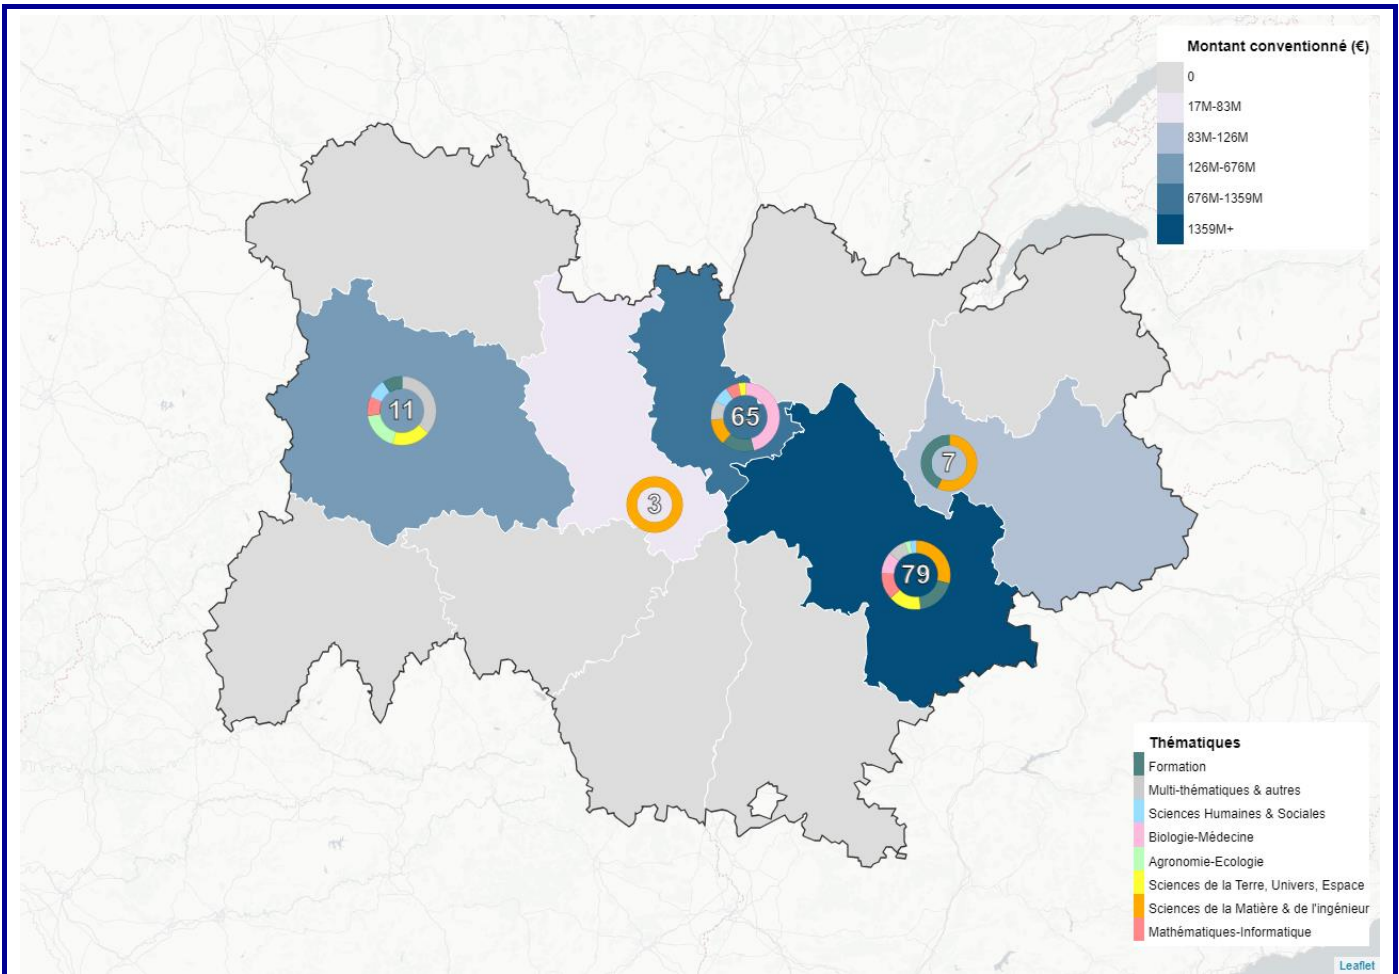 Montant conventionné (€)
0
17M-83M
83M-126M
126M-676M
676M-1359M
1359M+
11
65
7
3
79
Thématiques
Formation
Multi-thématiques & autres
Sciences Humaines & Sociales
Biologie-Médecine
Agronomie-Ecologie
Sciences de la Terre, Univers, Espace
Sciences de la Matière & de l'ingénieur
Mathématiques-Informatique
Leaflet